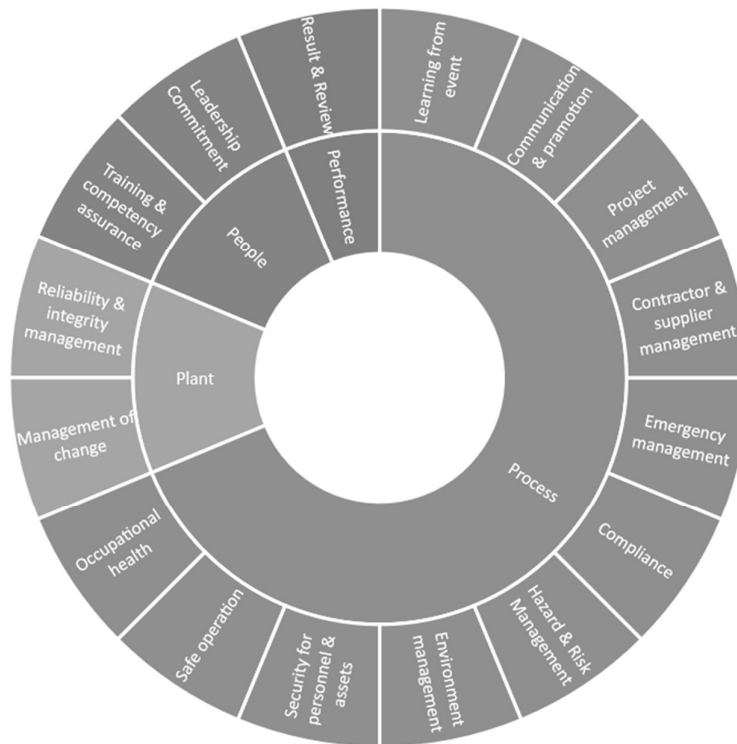 Learning from
event
Communication
& pramotion
Project
management
Contractor &
supplier
management
Emergency
management
Compliance
Hazard & Risk
Management
Environment
management
Security for
personnel &
assets
Safe operation
Occupational
health
Management of
change
Reliability &
integrity
management
Training &
competency
assurance
Leadership
Commitment
Result & Review
Process
Plant
People
Performance